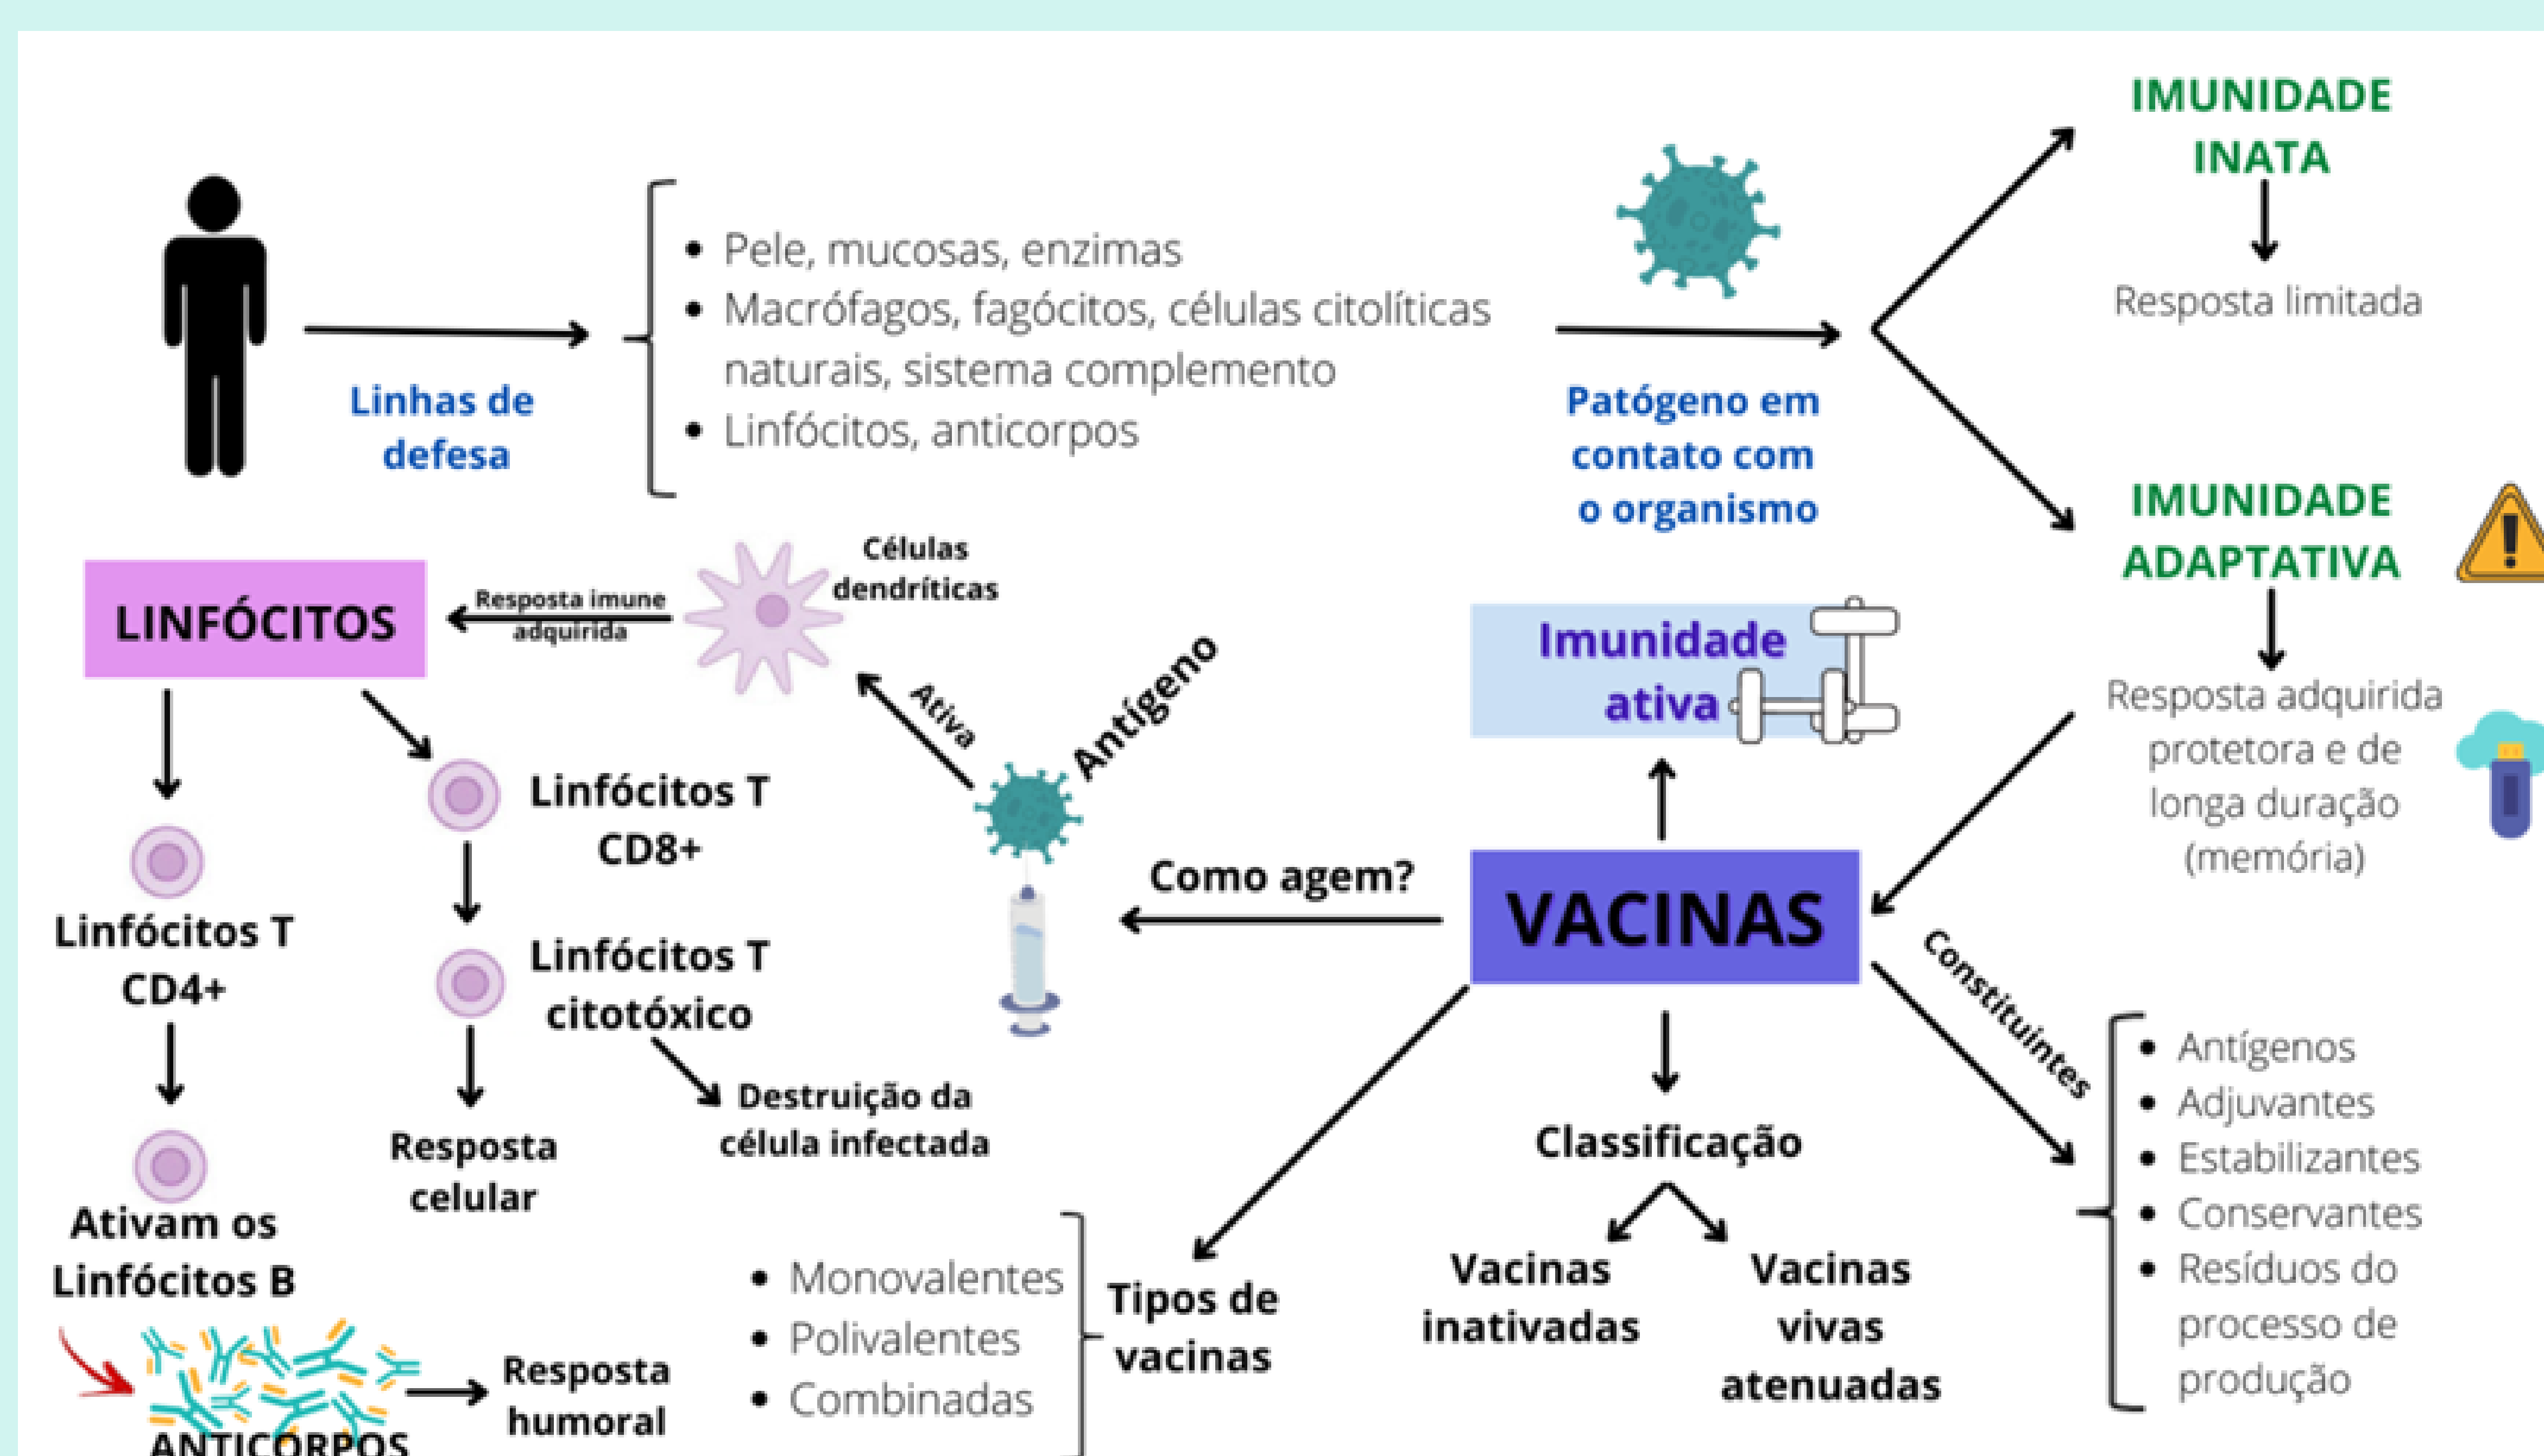 IMUNIDADE
INATA
Resposta limitada
Linhas de
defesa
• Pele, mucosas, enzimas
• Macrófagos, fagócitos, células citolíticas
naturais, sistema complemento
• Linfócitos, anticorpos
Patógeno em
contato com
o organismo
IMUNIDADE
ADAPTATIVA
Resposta adquirida
protetora e de
longa duração
(memória)
LINFÓCITOS
Resposta imune
adquirida
Células
dendríticas
Ativa
Antígeno
Imunidade
ativa
Como agem?
VACINAS
Linfócitos T
CD8+
Linfócitos T
CD4+
Linfócitos T
citotóxico
Destruição da
célula infectada
Resposta
celular
Ativam os
Linfócitos B
ANTICORPOS
Resposta
humoral
• Monovalentes
• Polivalentes
• Combinadas
Tipos de
vacinas
Classificação
Vacinas
inativadas
Vacinas
vivas
atenuadas
Constituintes
• Antígenos
• Adjuvantes
• Estabilizantes
• Conservantes
• Resíduos do
processo de
produção